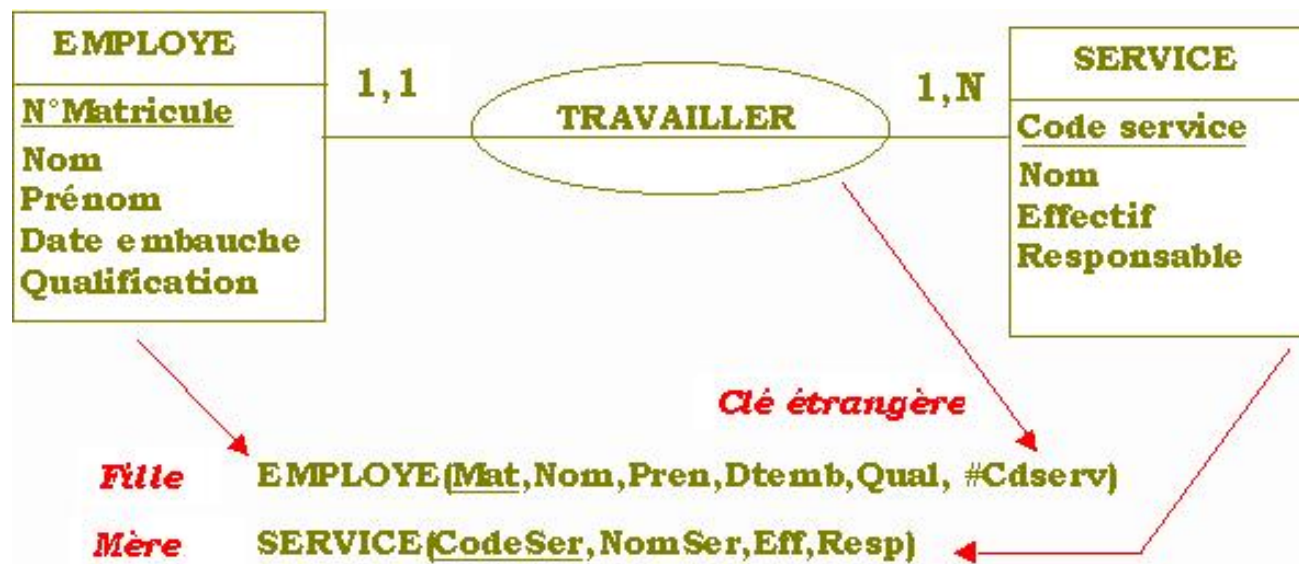 EMPLOYE
N°Matricule
Nom
Prénom
Date embauche
Qualification
1,1
TRAVAILLER
1,N
SERVICE
Code service
Nom
Effectif
Responsable
Clé étrangère
Fille EMPLOYE(Mat,Nom,Pren,Dtemb,Qual, #Cdserv)
Mère SERVICE(CodeSer,NomSer,Eff,Resp)